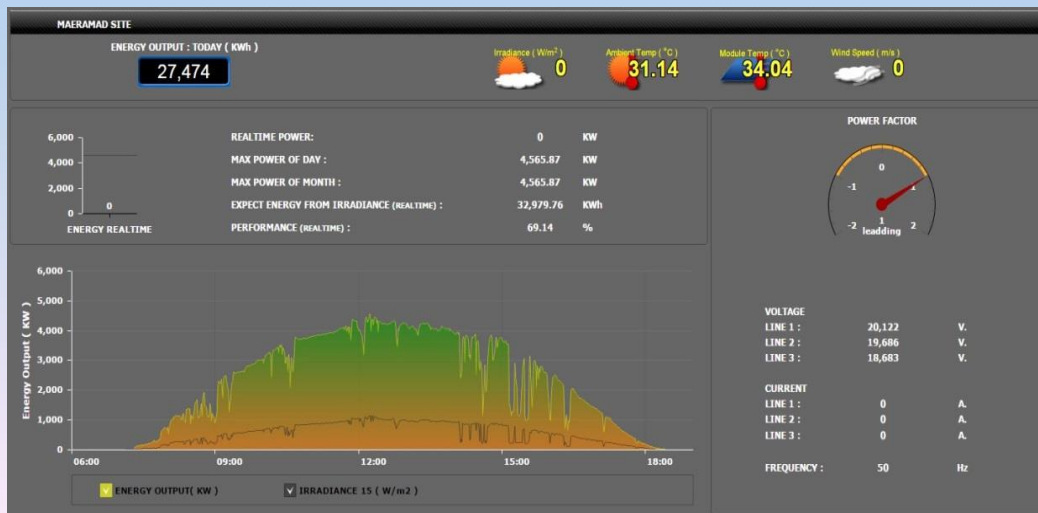 MAERAMAD SITE
ENERGY OUTPUT : TODAY ( KWh )
27,474
Irradiance ( W/m² )
0
Ambient Temp ( °C )
31.14
Module Temp ( °C )
34.04
Wind Speed ( m/s )
0
6,000
4,000
2,000
0
0
ENERGY REALTIME
REALTIME POWER: 0 KW
MAX POWER OF DAY : 4,565.87 KW
MAX POWER OF MONTH : 4,565.87 KW
EXPECT ENERGY FROM IRRADIANCE (REALTIME) : 32,979.76 KWh
PERFORMANCE (REALTIME) : 69.14 %
POWER FACTOR
0
-1 1
-2 1 2
leadding
Energy Output ( KW )
6,000
5,000
4,000
3,000
2,000
1,000
0
06:00 09:00 12:00 15:00 18:00
ENERGY OUTPUT( KW ) IRRADIANCE 15 ( W/m2 )
VOLTAGE
LINE 1 : 20,122 V.
LINE 2 : 19,686 V.
LINE 3 : 18,683 V.
CURRENT
LINE 1 : 0 A.
LINE 2 : 0 A.
LINE 3 : 0 A.
FREQUENCY : 50 Hz